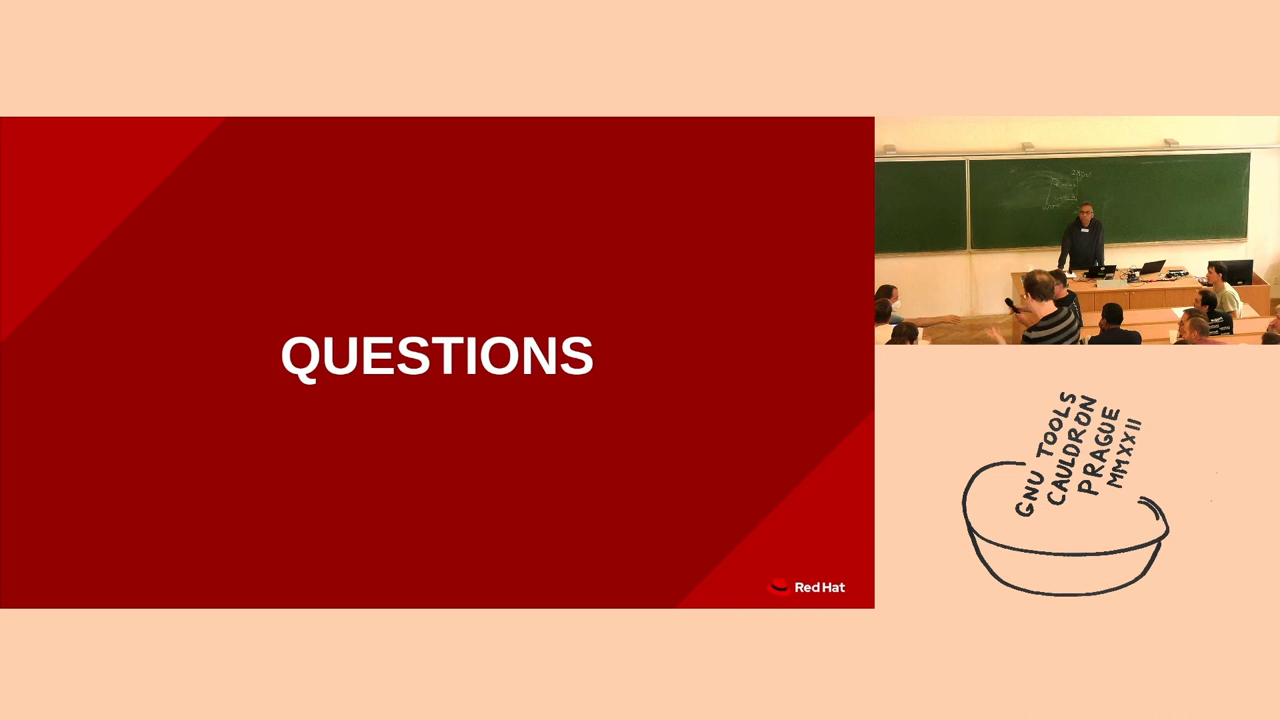 QUESTIONS
Red Hat
GNU TOOLS
CAULDRON
PRAGUE
MMXXII